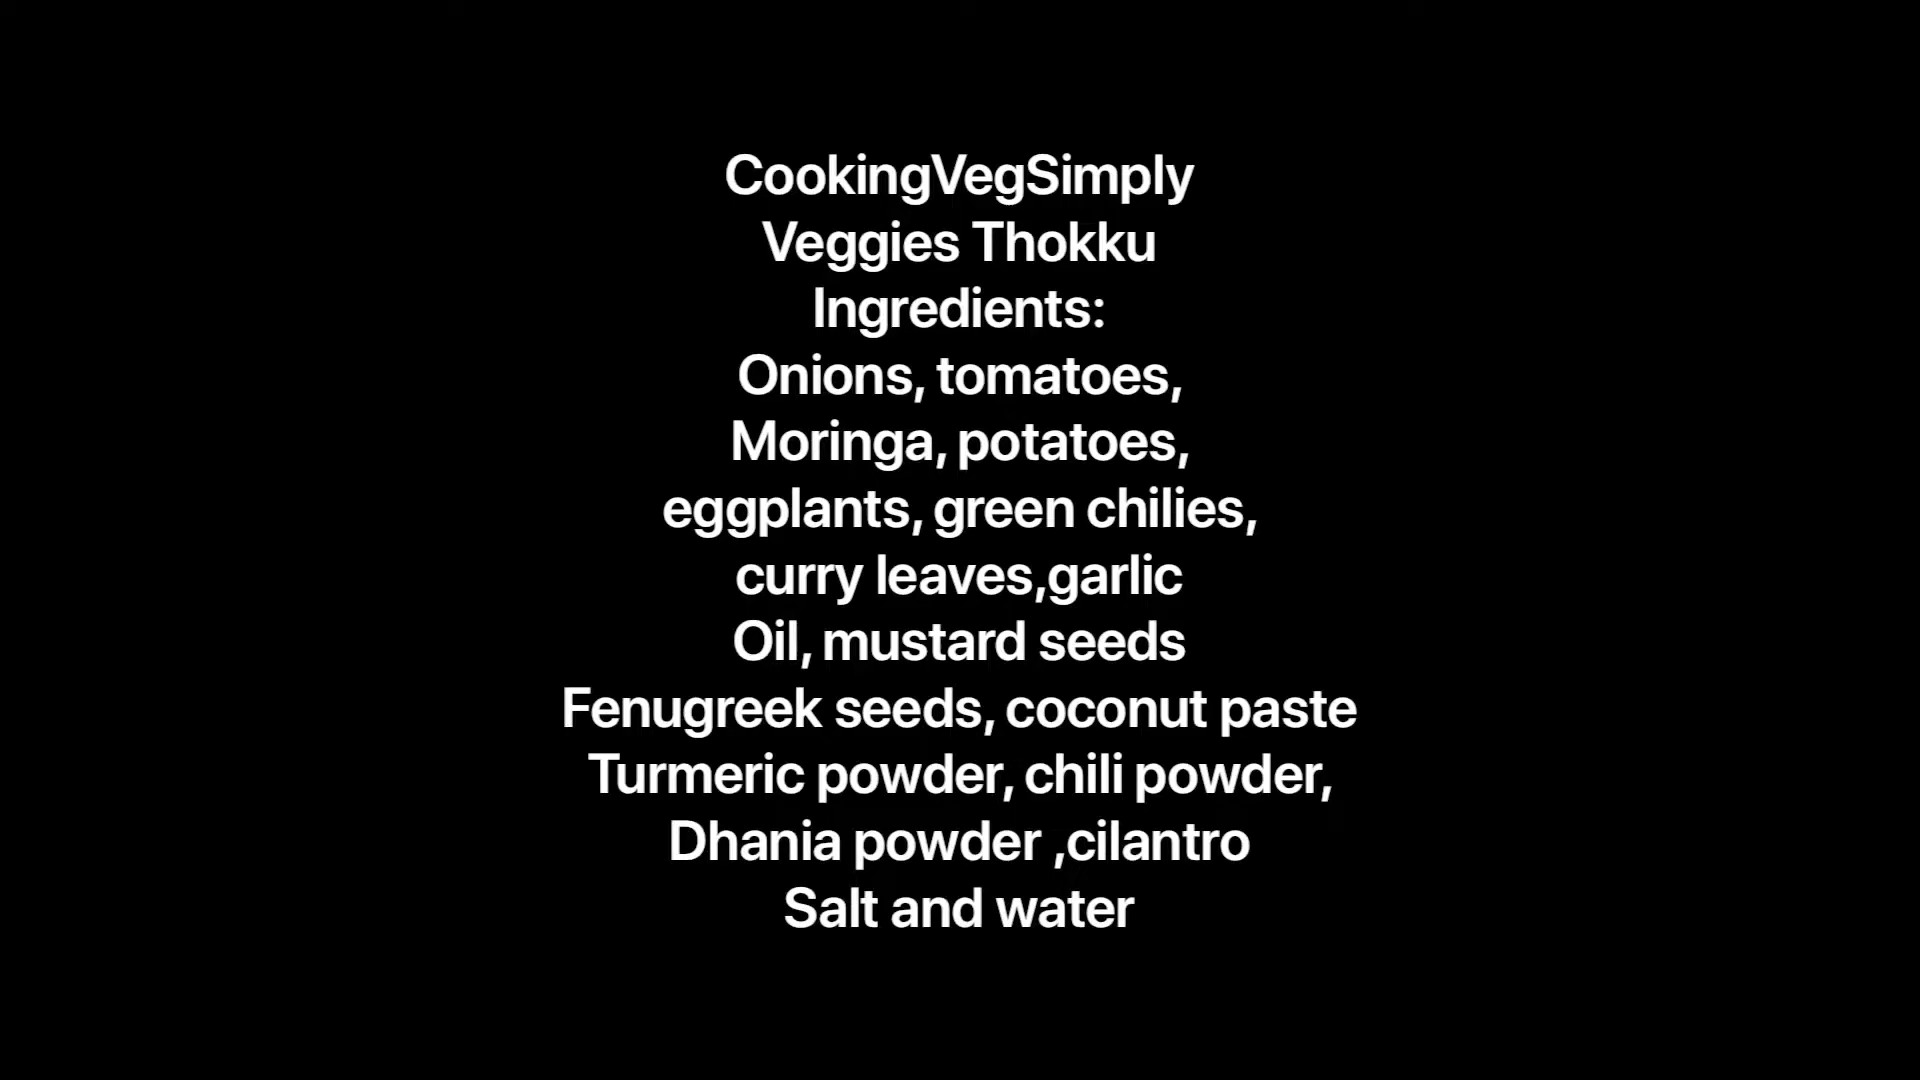 CookingVegSimply
Veggies Thokku
Ingredients:
Onions, tomatoes,
Moringa, potatoes,
eggplants, green chilies,
curry leaves,garlic
Oil, mustard seeds
Fenugreek seeds, coconut paste
Turmeric powder, chili powder,
Dhania powder ,cilantro
Salt and water